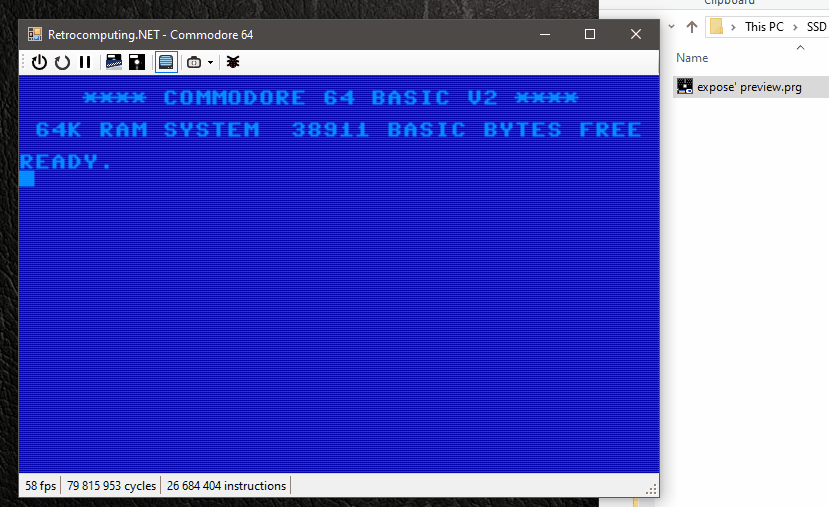 Clipboard
Retrocomputing.NET - Commodore 64
This PC
SSD
Name
expose' preview.prg
**** COMMODORE 64 BASIC V2 ****
64K RAM SYSTEM  38911 BASIC BYTES FREE
READY.
58 fps
79 815 953 cycles
26 684 404 instructions